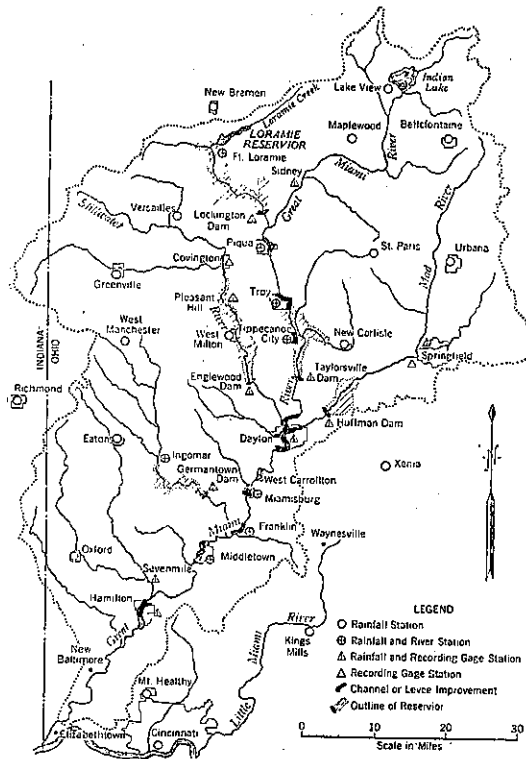 Indian
Lake
Lake View
New Bremen
Loramie Creek
LORAMIE
RESERVIOR
Maplewood
Bellefontaine
Ft. Loramie
Sidney
Miami
River
Great
Versailles
Stillwater
Lockington
Dam
River
Mad
Piqua
St. Paris
Urbana
Covington
Greenville
Troy
Pleasant
Hill
West
Manchester
River
Tippecanoe
City
New Carlisle
West
Milton
INDIANA
OHIO
Springfield
Taylorsville
Dam
Richmond
Englewood
Dam
River
Huffman Dam
Dayton
Eaton
Ingomar
Xenia
Germantown
Dam
West Carrollton
Miamisburg
Miami
Franklin
Waynesville
Oxford
Middletown
Sevenmile
Hamilton
River
Great
Kings
Mills
New
Baltimore
Miami
Mt. Healthy
Little
Elizabethtown
Cincinnati
LEGEND
Rainfall Station
Rainfall and River Station
Rainfall and Recording Gage Station
Recording Gage Station
Channel or Levee Improvement
Outline of Reservior
0 10 20 30
Scale in Miles